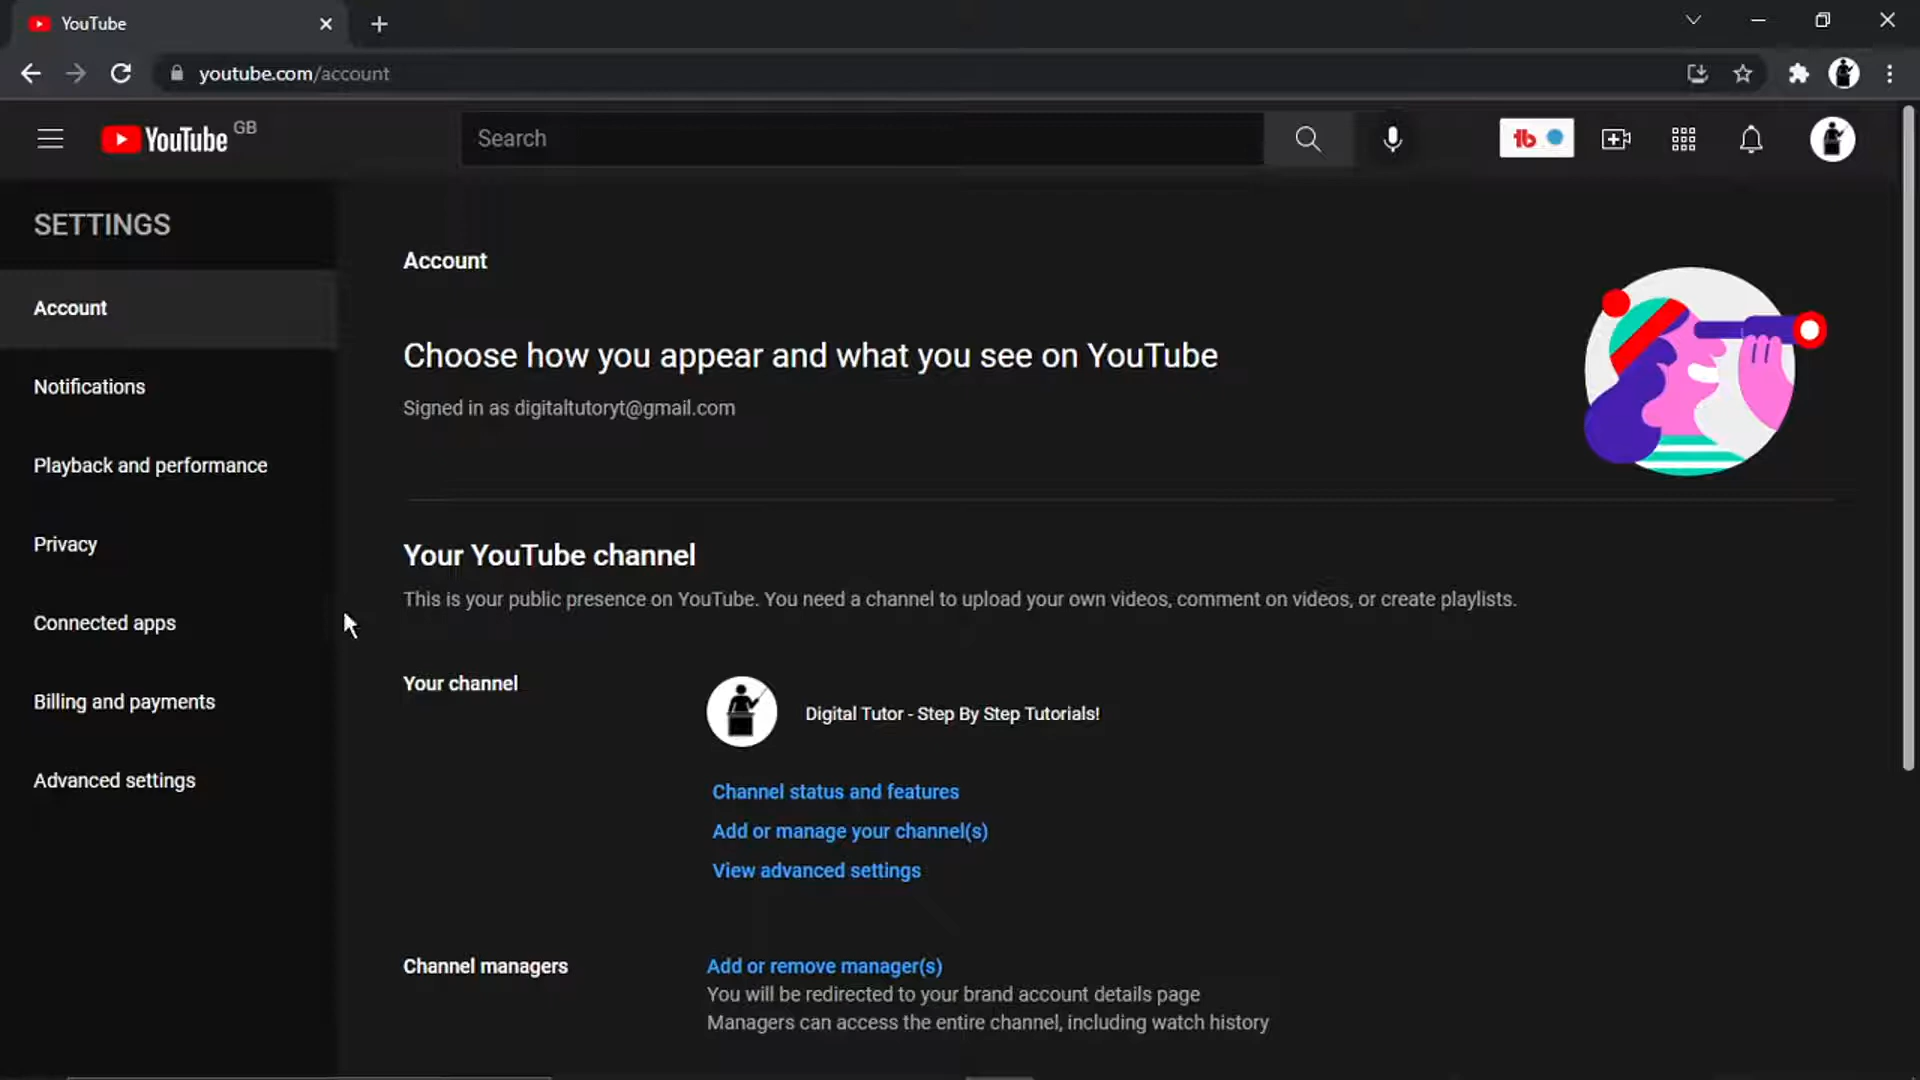 YouTube
youtube.com/account
YouTube GB
Search
tb
SETTINGS
Account
Notifications
Playback and performance
Privacy
Connected apps
Billing and payments
Advanced settings
Account
Choose how you appear and what you see on YouTube
Signed in as digitaltutoryt@gmail.com
Your YouTube channel
This is your public presence on YouTube. You need a channel to upload your own videos, comment on videos, or create playlists.
Your channel
Digital Tutor - Step By Step Tutorials!
Channel status and features
Add or manage your channel(s)
View advanced settings
Channel managers
Add or remove manager(s)
You will be redirected to your brand account details page
Managers can access the entire channel, including watch history